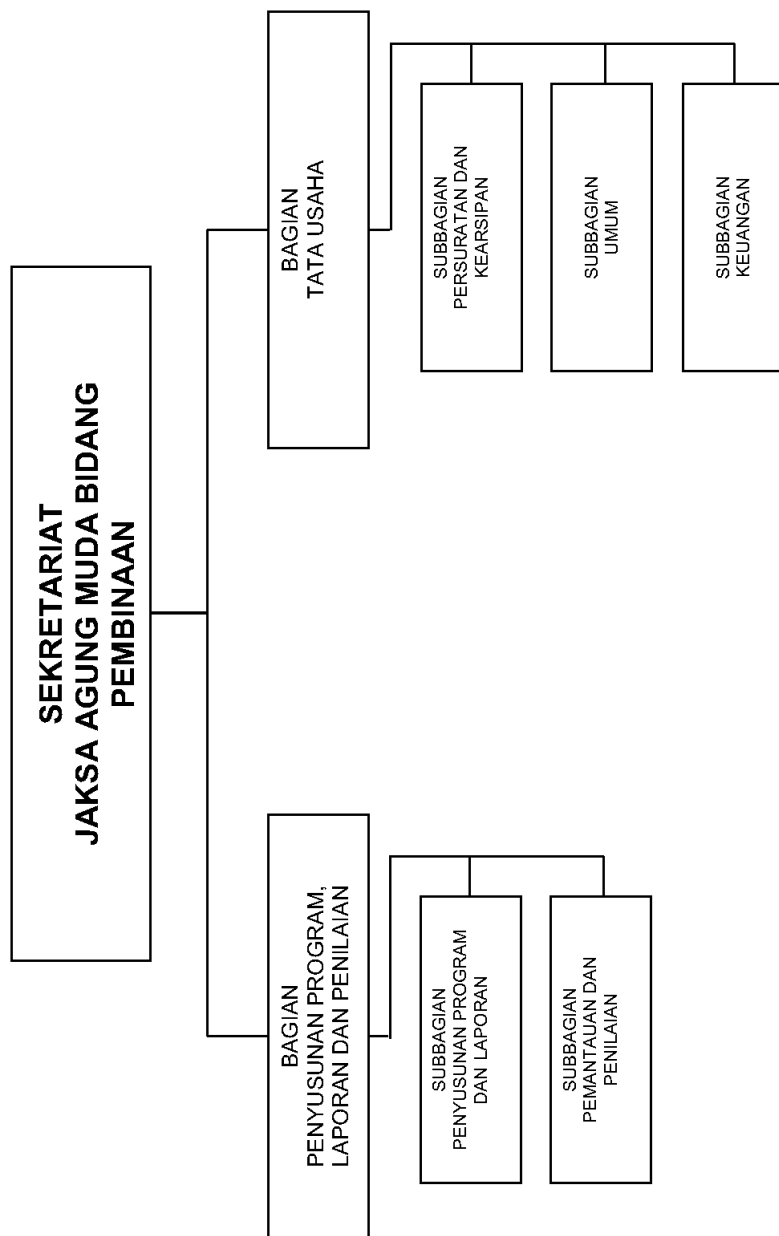 SEKRETARIAT
JAKSA AGUNG MUDA BIDANG
PEMBINAAN
BAGIAN
PENYUSUNAN PROGRAM,
LAPORAN DAN PENILAIAN
SUBBAGIAN
PENYUSUNAN PROGRAM
DAN LAPORAN
SUBBAGIAN
PEMANTAUAN DAN
PENILAIAN
BAGIAN
TATA USAHA
SUBBAGIAN
PERSURATAN DAN
KEARSIPAN
SUBBAGIAN
UMUM
SUBBAGIAN
KEUANGAN